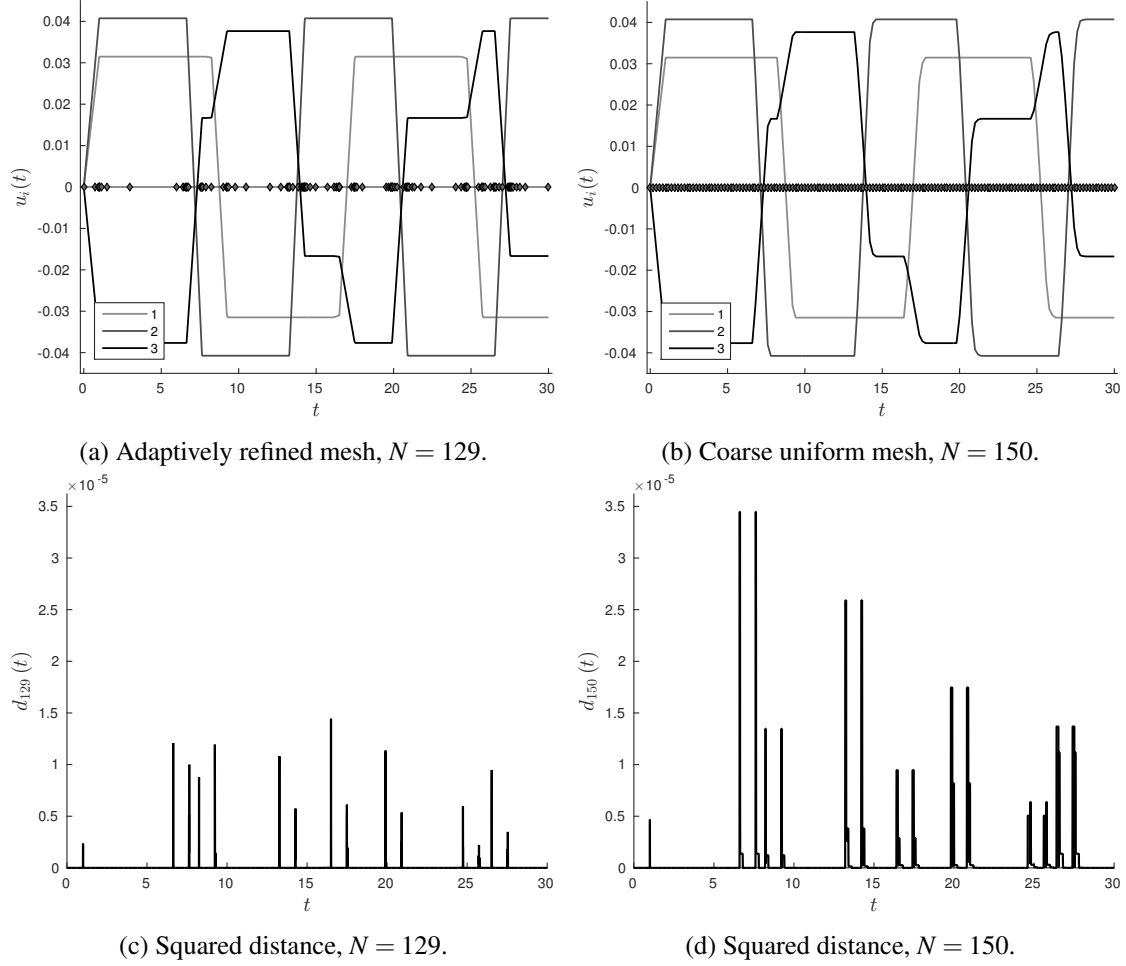 0.04
0.03
0.02
0.01
0
-0.01
-0.02
-0.03
-0.04
u_i(t)
1
2
3
0 5 10 15 20 25 30
t
(a) Adaptively refined mesh, N = 129.
0.04
0.03
0.02
0.01
0
-0.01
-0.02
-0.03
-0.04
u_i(t)
1
2
3
0 5 10 15 20 25 30
t
(b) Coarse uniform mesh, N = 150.
×10^-5
3.5
3
2.5
2
1.5
1
0.5
0
d_129(t)
0 5 10 15 20 25 30
t
(c) Squared distance, N = 129.
×10^-5
3.5
3
2.5
2
1.5
1
0.5
0
d_150(t)
0 5 10 15 20 25 30
t
(d) Squared distance, N = 150.